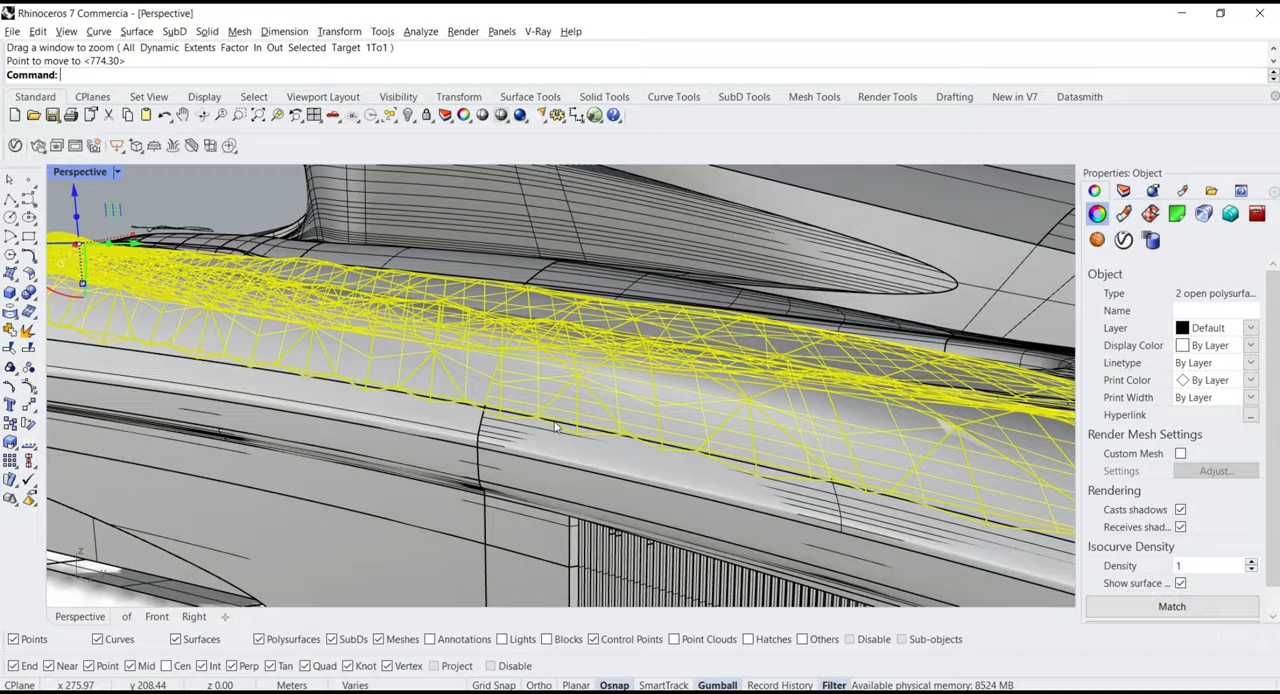 Rhinoceros 7 Commercia - [Perspective]
File Edit View Curve Surface SubD Solid Mesh Dimension Transform Tools Analyze Render Panels V-Ray Help
Drag a window to zoom ( All Dynamic Extents Factor In Out Selected Target 1To1 )
Point to move to <774.30>
Command:
Standard CPlanes Set View Display Select Viewport Layout Visibility Transform Surface Tools Solid Tools Curve Tools SubD Tools Mesh Tools Render Tools Drafting New in V7 Datasmith
Perspective
Properties: Object
Object
Type 2 open polysurfa...
Name
Layer Default
Display Color By Layer
Linetype By Layer
Print Color By Layer
Print Width By Layer
Hyperlink ...
Render Mesh Settings
Custom Mesh
Settings Adjust...
Rendering
Casts shadows
Receives shad...
Isocurve Density
Density 1
Show surface ...
Match
z
Perspective of Front Right
Points Curves Surfaces Polysurfaces SubDs Meshes Annotations Lights Blocks Control Points Point Clouds Hatches Others Disable Sub-objects
End Near Point Mid Cen Int Perp Tan Quad Knot Vertex Project Disable
CPlane x 275.97 y 208.44 z 0.00 Meters Varies Grid Snap Ortho Planar Osnap SmartTrack Gumball Record History Filter Available physical memory: 8524 MB